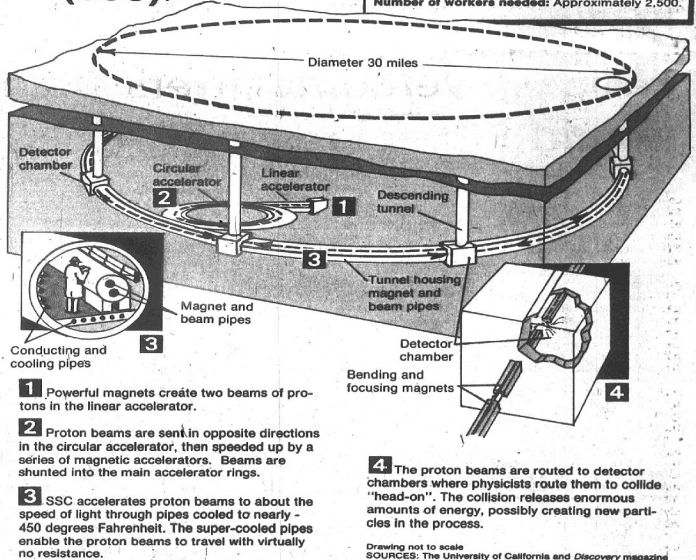 Number of workers needed: Approximately 2,500.
Diameter 30 miles
Detector
chamber
Circular
accelerator
Linear
accelerator
2
1
Descending
tunnel
3
Tunnel housing
magnet and
beam pipes
Magnet and
beam pipes
3
Conducting and
cooling pipes
Detector
chamber
Bending and
focusing magnets
4
1 Powerful magnets create two beams of pro-
tons in the linear accelerator.
2 Proton beams are sent in opposite directions
in the circular accelerator, then speeded up by a
series of magnetic accelerators. Beams are
shunted into the main accelerator rings.
3 SSC accelerates proton beams to about the
speed of light through pipes cooled to nearly -
450 degrees Fahrenheit. The super-cooled pipes
enable the proton beams to travel with virtually
no resistance.
4 The proton beams are routed to detector
chambers where physicists route them to collide
"head-on". The collision releases enormous
amounts of energy, possibly creating new parti-
cles in the process.
Drawing not to scale
SOURCES: The University of California and Discovery magazine